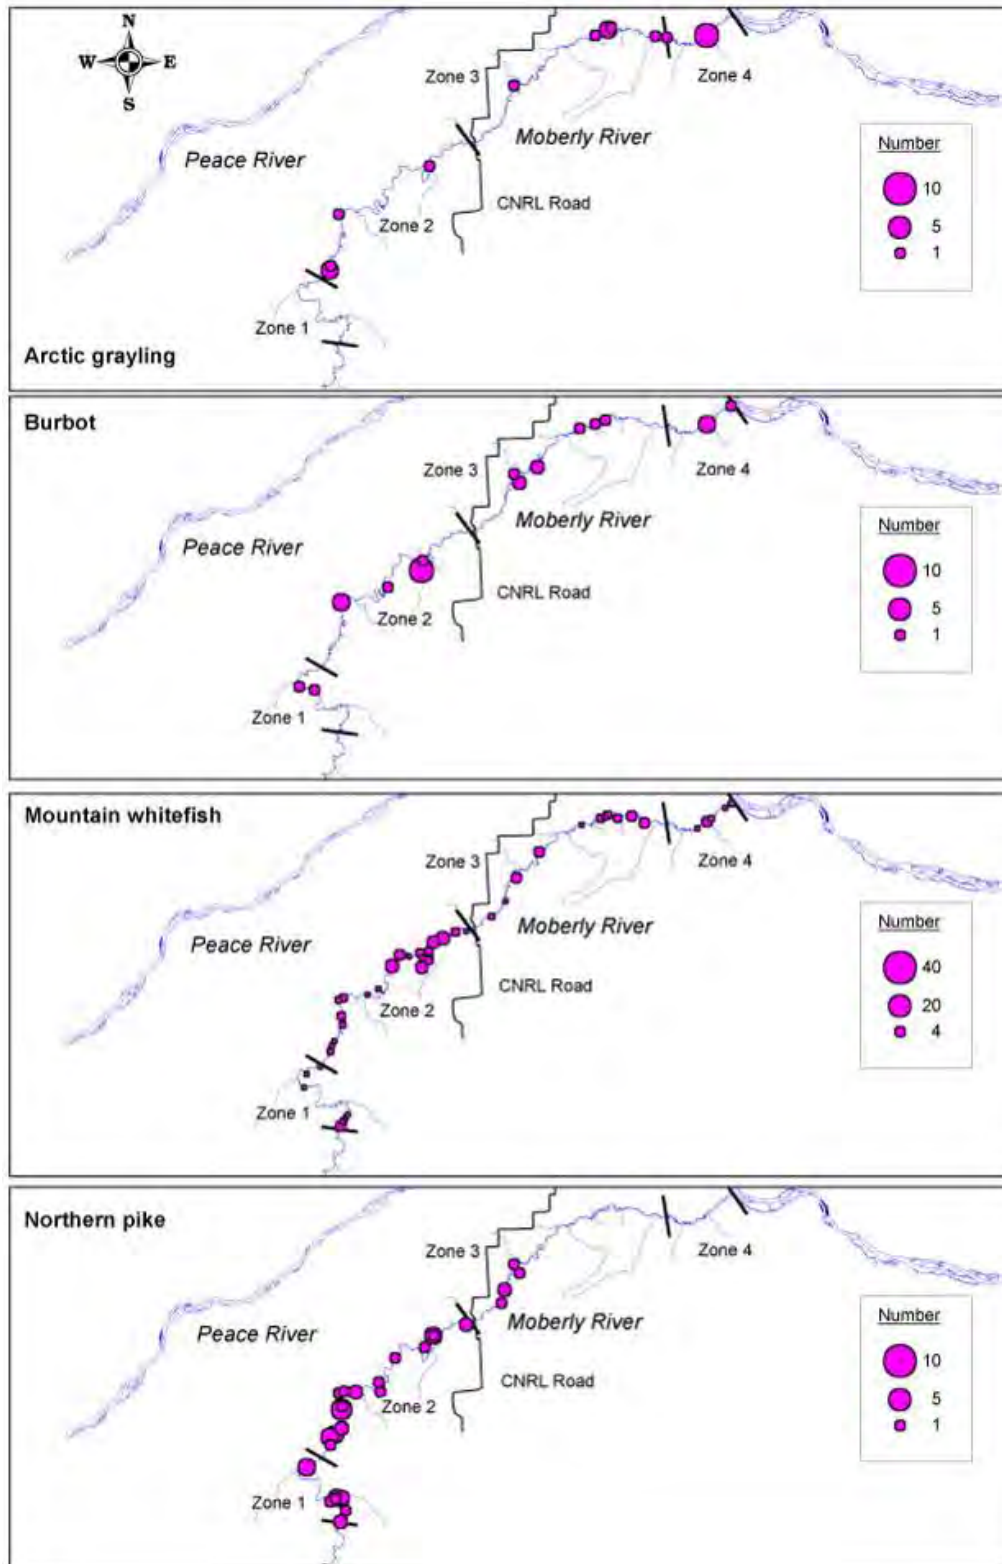 N
W E
S
Zone 3
Zone 4
Moberly River
Peace River
CNRL Road
Zone 2
Zone 1
Arctic grayling
Number
10
5
1
Burbot
Zone 3
Zone 4
Moberly River
Peace River
CNRL Road
Zone 2
Zone 1
Number
10
5
1
Mountain whitefish
Zone 3
Zone 4
Moberly River
Peace River
CNRL Road
Zone 2
Zone 1
Number
40
20
4
Northern pike
Zone 3
Zone 4
Moberly River
Peace River
CNRL Road
Zone 2
Zone 1
Number
10
5
1